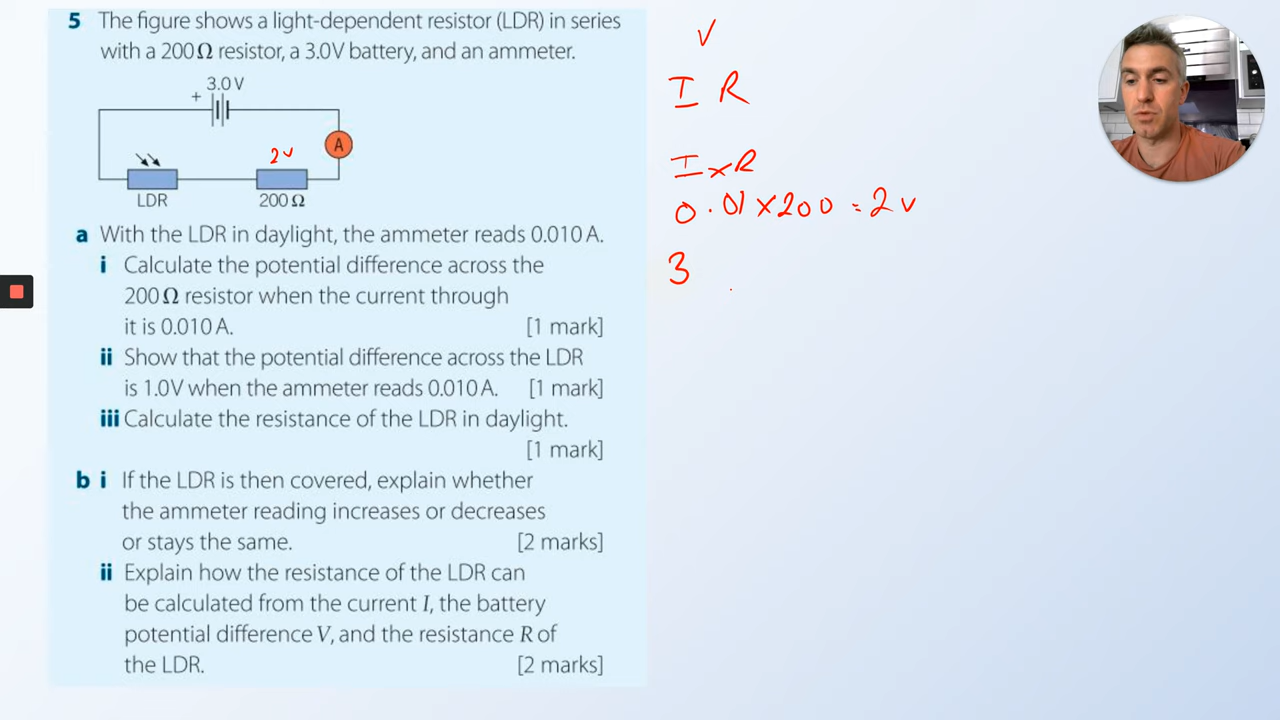 5 The figure shows a light-dependent resistor (LDR) in series
with a 200 Ω resistor, a 3.0 V battery, and an ammeter.
3.0 V
+
A
2v
LDR
200 Ω
a With the LDR in daylight, the ammeter reads 0.010 A.
i Calculate the potential difference across the
200 Ω resistor when the current through
it is 0.010 A. [1 mark]
ii Show that the potential difference across the LDR
is 1.0 V when the ammeter reads 0.010 A. [1 mark]
iii Calculate the resistance of the LDR in daylight.
[1 mark]
b i If the LDR is then covered, explain whether
the ammeter reading increases or decreases
or stays the same. [2 marks]
ii Explain how the resistance of the LDR can
be calculated from the current I, the battery
potential difference V, and the resistance R of
the LDR. [2 marks]
V
I R
I × R
0.01 × 200 = 2 v
3